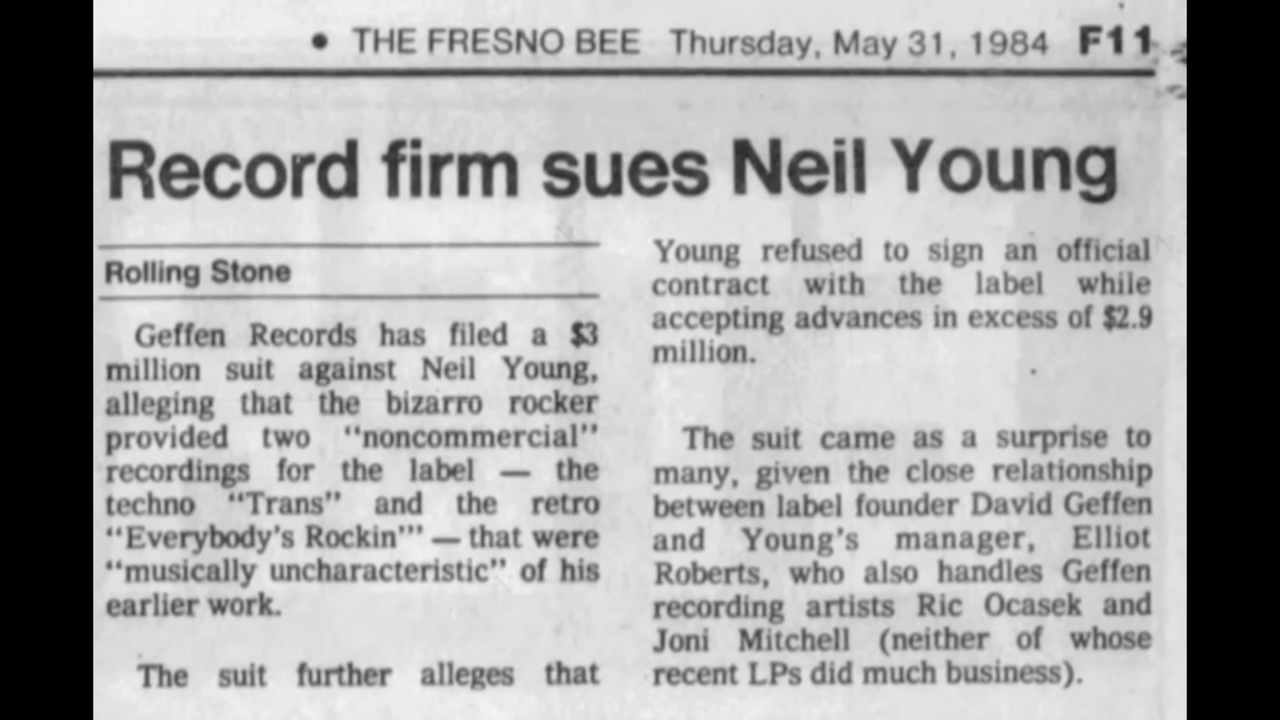 • THE FRESNO BEE Thursday, May 31, 1984 F11
Record firm sues Neil Young
Rolling Stone
Geffen Records has filed a $3
million suit against Neil Young,
alleging that the bizarro rocker
provided two “noncommercial”
recordings for the label — the
techno “Trans” and the retro
“Everybody's Rockin'” — that were
“musically uncharacteristic” of his
earlier work.
The suit further alleges that
Young refused to sign an official
contract with the label while
accepting advances in excess of $2.9
million.
The suit came as a surprise to
many, given the close relationship
between label founder David Geffen
and Young's manager, Elliot
Roberts, who also handles Geffen
recording artists Ric Ocasek and
Joni Mitchell (neither of whose
recent LPs did much business).